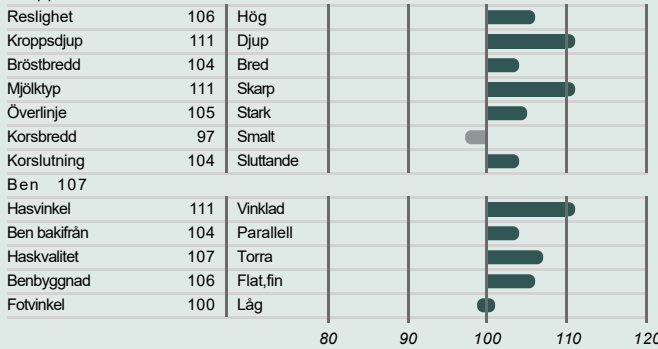 Reslighet 106 Hög
Kroppsdjup 111 Djup
Bröstbredd 104 Bred
Mjölktyp 111 Skarp
Överlinje 105 Stark
Korsbredd 97 Smalt
Korslutning 104 Sluttande
Ben 107
Hasvinkel 111 Vinklad
Ben bakifrån 104 Parallell
Haskvalitet 107 Torra
Benbyggnad 106 Flat,fin
Fotvinkel 100 Låg
80 90 100 110 120